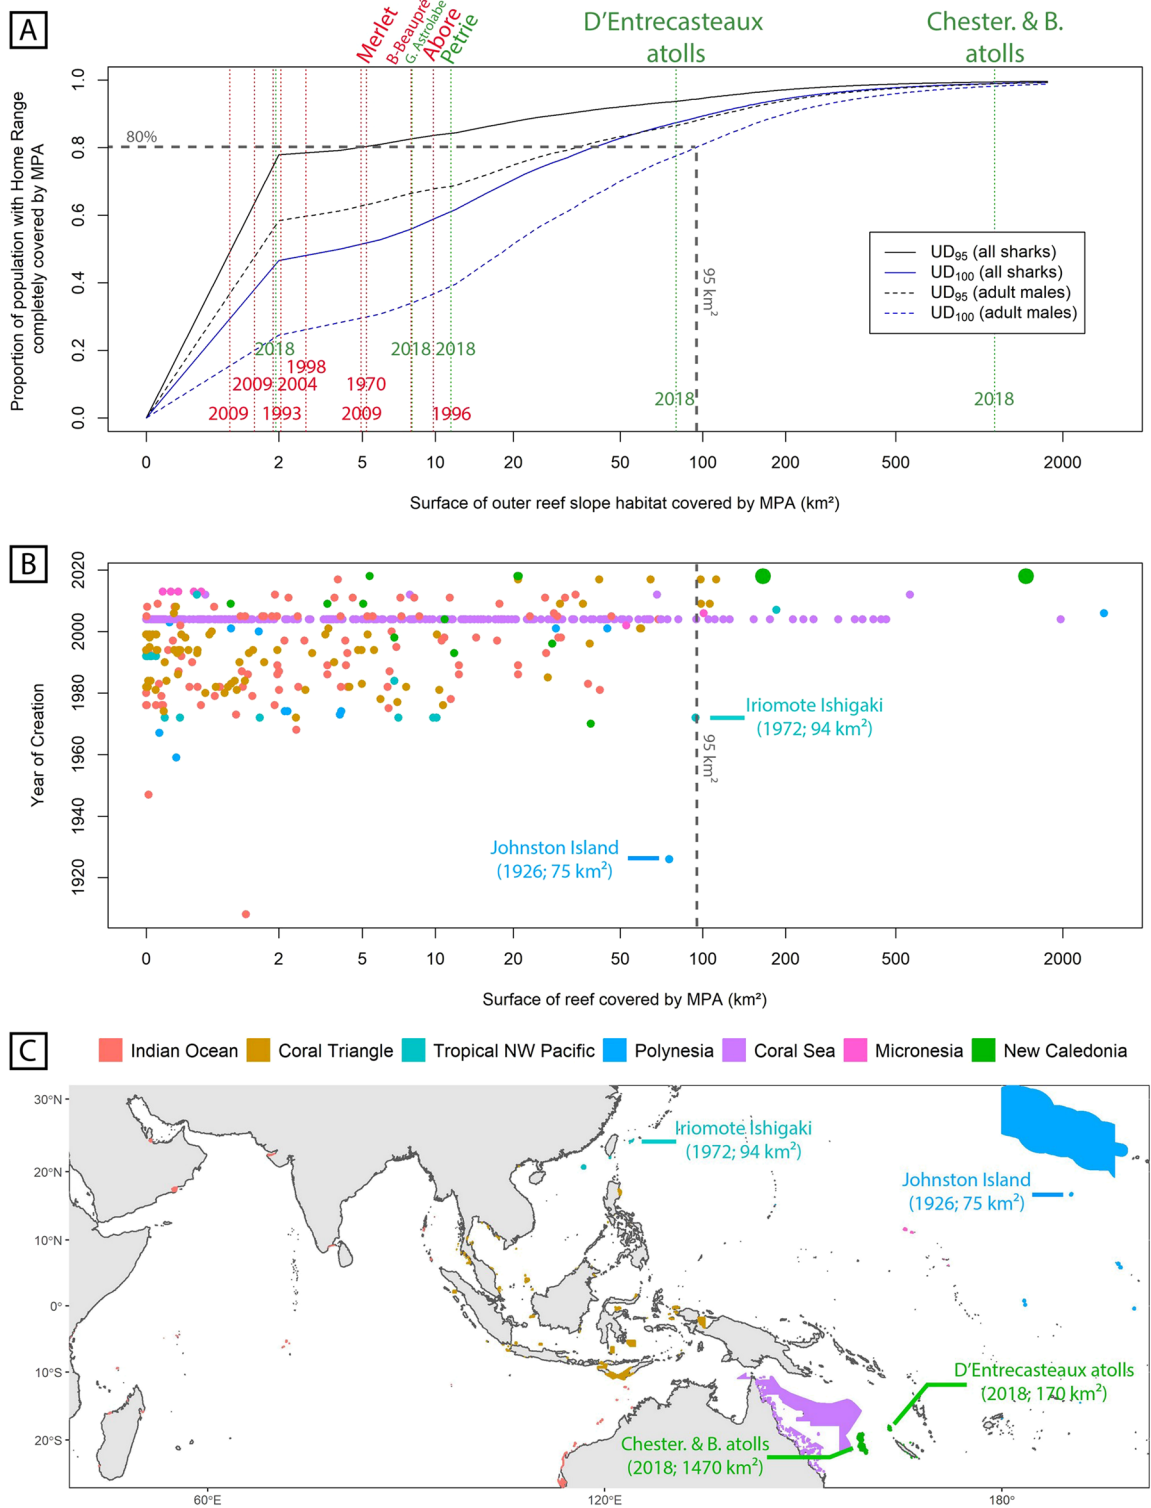 A
Merlet
B-Beaupré
G. Astrolabe
Abore
Petrie
D'Entrecasteaux
atolls
Chester. & B.
atolls
Proportion of population with Home Range
completely covered by MPA
1.0
0.8
0.6
0.4
0.2
0.0
80%
95 km²
UD95 (all sharks)
UD100 (all sharks)
UD95 (adult males)
UD100 (adult males)
2018
1998
2009 2004
2009 1993
1970
2009
2018 2018
1996
2018
2018
0 2 5 10 20 50 100 200 500 2000
Surface of outer reef slope habitat covered by MPA (km²)
B
Year of Creation
2020
2000
1980
1960
1940
1920
Iriomote Ishigaki
(1972; 94 km²)
95 km²
Johnston Island
(1926; 75 km²)
0 2 5 10 20 50 100 200 500 2000
Surface of reef covered by MPA (km²)
C
Indian Ocean Coral Triangle Tropical NW Pacific Polynesia Coral Sea Micronesia New Caledonia
30°N
20°N
10°N
0°
10°S
20°S
Iriomote Ishigaki
(1972; 94 km²)
Johnston Island
(1926; 75 km²)
D'Entrecasteaux atolls
(2018; 170 km²)
Chester. & B. atolls
(2018; 1470 km²)
60°E 120°E 180°